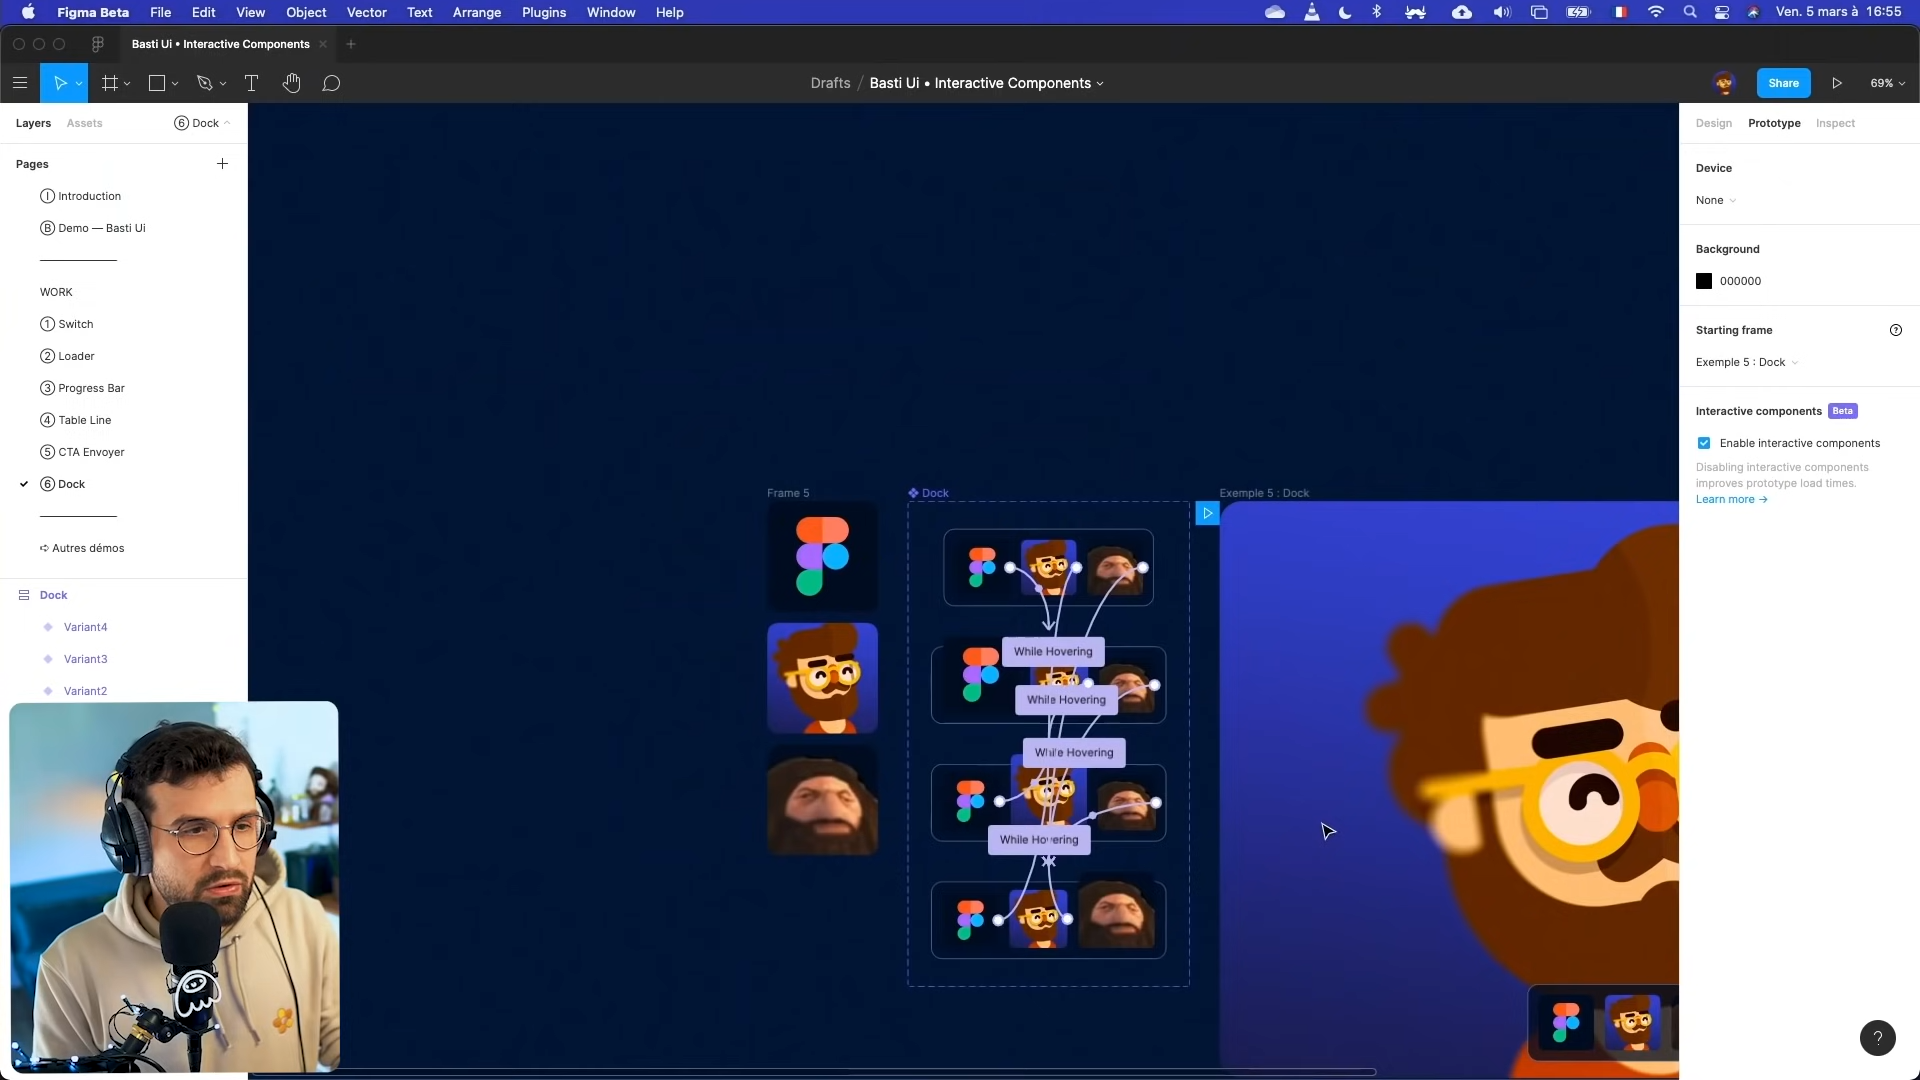 Figma Beta File Edit View Object Vector Text Arrange Plugins Window Help Ven. 5 mars à 16:55
Basti Ui • Interactive Components
Drafts / Basti Ui • Interactive Components
Share
69%
Layers Assets ⑥ Dock
Design Prototype Inspect
Pages
Ⓘ Introduction
Ⓑ Demo — Basti Ui
WORK
① Switch
② Loader
③ Progress Bar
④ Table Line
⑤ CTA Envoyer
⑥ Dock
➪ Autres démos
Dock
Variant4
Variant3
Variant2
Frame 5
Dock
Exemple 5 : Dock
While Hovering
While Hovering
While Hovering
While Hovering
Device
None
Background
000000
Starting frame
Exemple 5 : Dock
Interactive components Beta
Enable interactive components
Disabling interactive components
improves prototype load times.
Learn more →
?